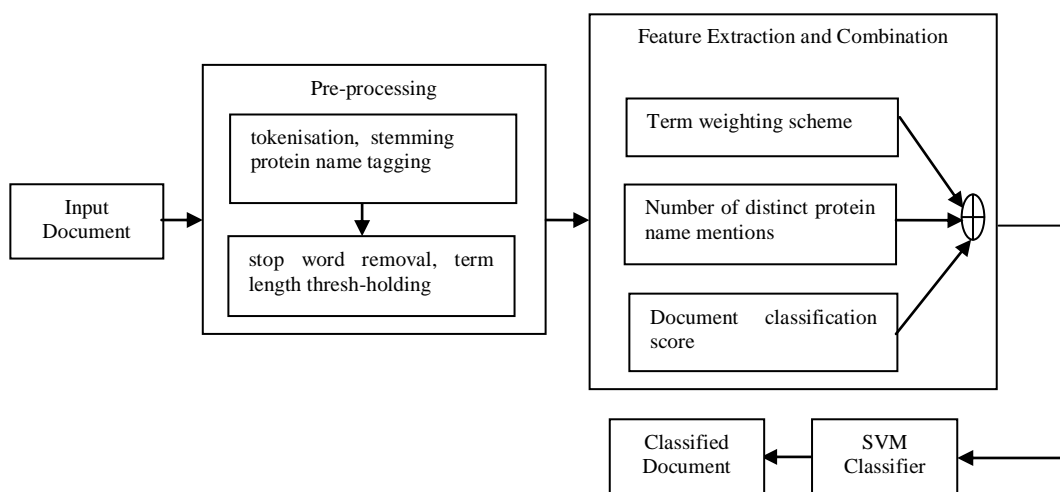 Input
Document
Pre-processing
tokenisation, stemming
protein name tagging
stop word removal, term
length thresh-holding
Feature Extraction and Combination
Term weighting scheme
Number of distinct protein
name mentions
Document classification
score
SVM
Classifier
Classified
Document